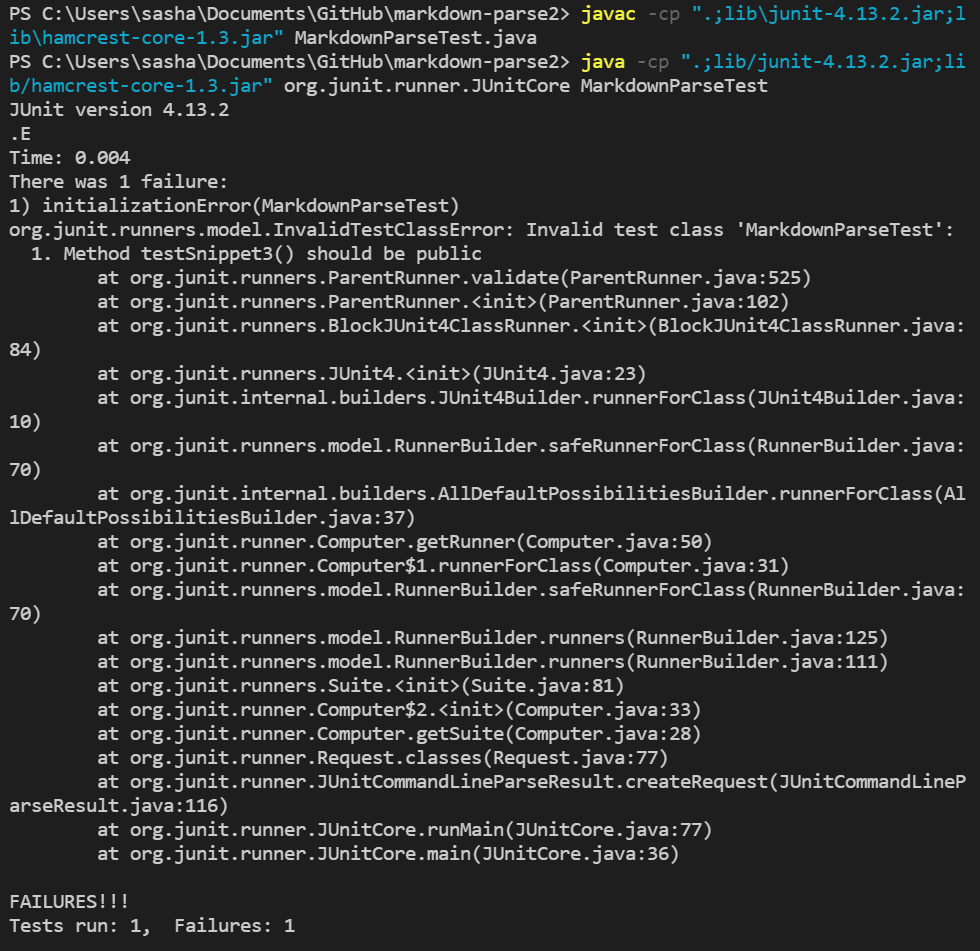 PS C:\Users\sasha\Documents\GitHub\markdown-parse2> javac -cp ".;lib\junit-4.13.2.jar;l
ib\hamcrest-core-1.3.jar" MarkdownParseTest.java
PS C:\Users\sasha\Documents\GitHub\markdown-parse2> java -cp ".;lib/junit-4.13.2.jar;li
b/hamcrest-core-1.3.jar" org.junit.runner.JUnitCore MarkdownParseTest
JUnit version 4.13.2
.E
Time: 0.004
There was 1 failure:
1) initializationError(MarkdownParseTest)
org.junit.runners.model.InvalidTestClassError: Invalid test class 'MarkdownParseTest':
  1. Method testSnippet3() should be public
        at org.junit.runners.ParentRunner.validate(ParentRunner.java:525)
        at org.junit.runners.ParentRunner.<init>(ParentRunner.java:102)
        at org.junit.runners.BlockJUnit4ClassRunner.<init>(BlockJUnit4ClassRunner.java:
84)
        at org.junit.runners.JUnit4.<init>(JUnit4.java:23)
        at org.junit.internal.builders.JUnit4Builder.runnerForClass(JUnit4Builder.java:
10)
        at org.junit.runners.model.RunnerBuilder.safeRunnerForClass(RunnerBuilder.java:
70)
        at org.junit.internal.builders.AllDefaultPossibilitiesBuilder.runnerForClass(Al
lDefaultPossibilitiesBuilder.java:37)
        at org.junit.runner.Computer.getRunner(Computer.java:50)
        at org.junit.runner.Computer$1.runnerForClass(Computer.java:31)
        at org.junit.runners.model.RunnerBuilder.safeRunnerForClass(RunnerBuilder.java:
70)
        at org.junit.runners.model.RunnerBuilder.runners(RunnerBuilder.java:125)
        at org.junit.runners.model.RunnerBuilder.runners(RunnerBuilder.java:111)
        at org.junit.runners.Suite.<init>(Suite.java:81)
        at org.junit.runner.Computer$2.<init>(Computer.java:33)
        at org.junit.runner.Computer.getSuite(Computer.java:28)
        at org.junit.runner.Request.classes(Request.java:77)
        at org.junit.runner.JUnitCommandLineParseResult.createRequest(JUnitCommandLineP
arseResult.java:116)
        at org.junit.runner.JUnitCore.runMain(JUnitCore.java:77)
        at org.junit.runner.JUnitCore.main(JUnitCore.java:36)

FAILURES!!!
Tests run: 1,  Failures: 1